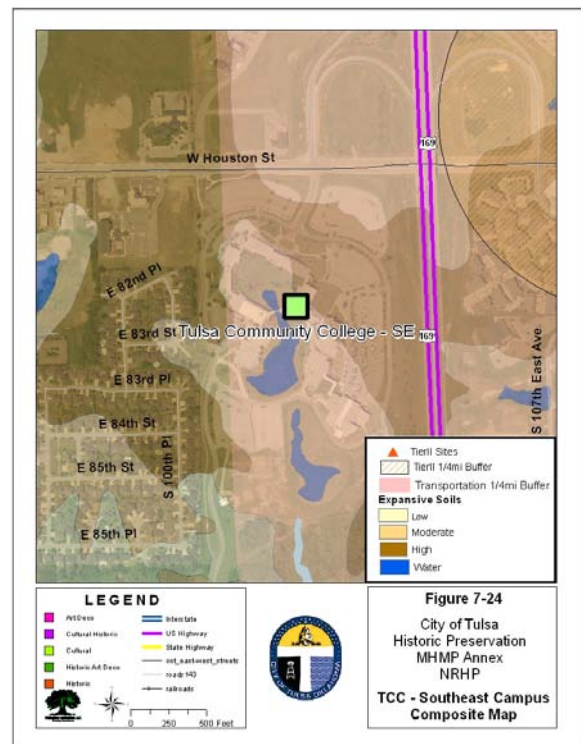 W Houston St
169
E 82nd Pl
Tulsa Community College - SE
E 83rd St
169
E 83rd Pl
S 107th East Ave
E 84th St
S 100th Pl
E 85th St
E 85th Pl
TierII Sites
TierII 1/4mi Buffer
Transportation 1/4mi Buffer
Expansive Soils
Low
Moderate
High
Water
LEGEND
Art Deco
Cultural Historic
Cultural
Historic Art Deco
Historic
Interstate
US Highway
State Highway
railroads
0 250 500 Feet
CITY OF TULSA
Figure 7-24
City of Tulsa
Historic Preservation
MHMP Annex
NRHP
TCC - Southeast Campus
Composite Map